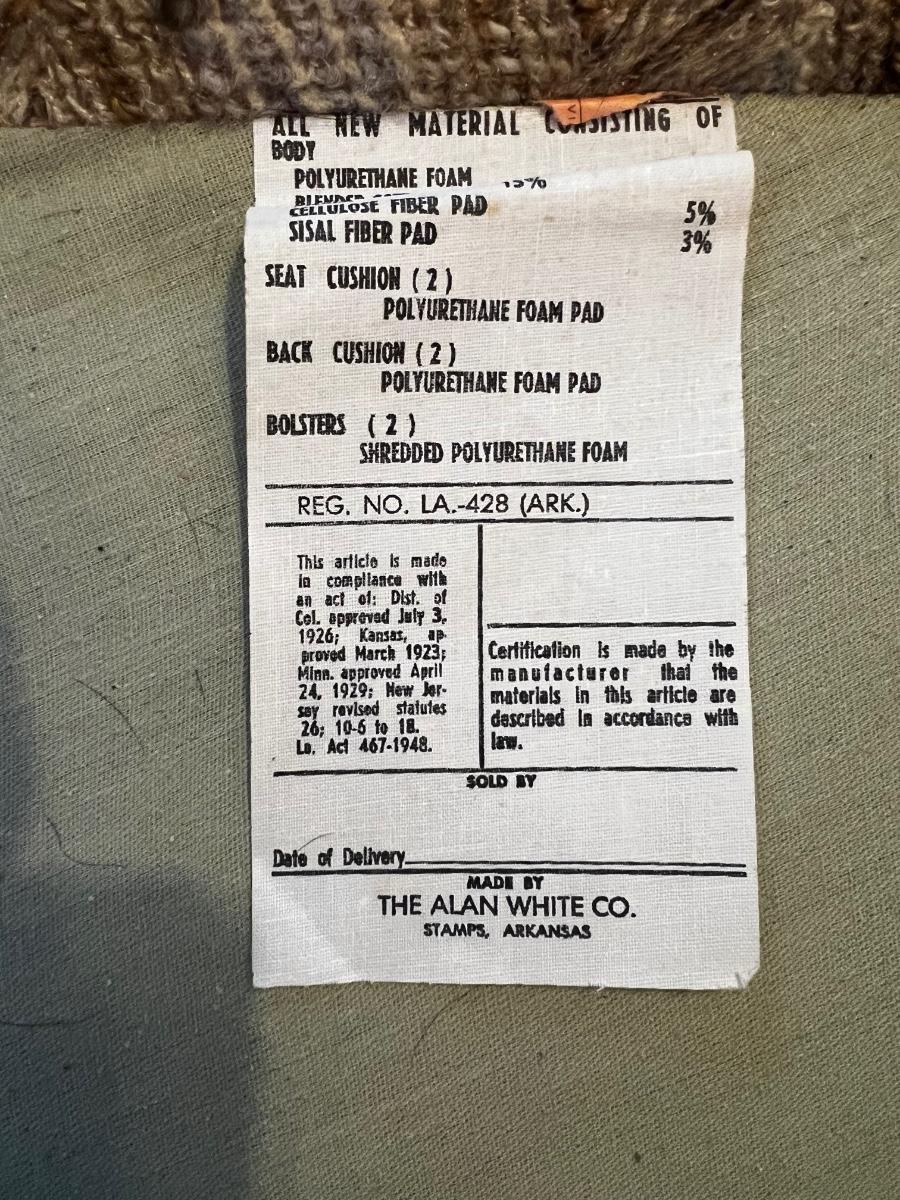 ALL NEW MATERIAL CONSISTING OF
BODY
POLYURETHANE FOAM
CELLULOSE FIBER PAD 5%
SISAL FIBER PAD 3%
SEAT CUSHION (2)
POLYURETHANE FOAM PAD
BACK CUSHION (2)
POLYURETHANE FOAM PAD
BOLSTERS (2)
SHREDDED POLYURETHANE FOAM
REG. NO. LA.-428 (ARK.)
This article is made
in compliance with
an act of: Dist. of
Col. approved July 3,
1926; Kansas, ap-
proved March 1923;
Minn. approved April
24, 1929; New Jer-
sey revised statutes
26; 10-6 to 18.
La. Act 467-1948.
Certification is made by the
manufacturer that the
materials in this article are
described in accordance with
law.
SOLD BY
Date of Delivery
MADE BY
THE ALAN WHITE CO.
STAMPS, ARKANSAS